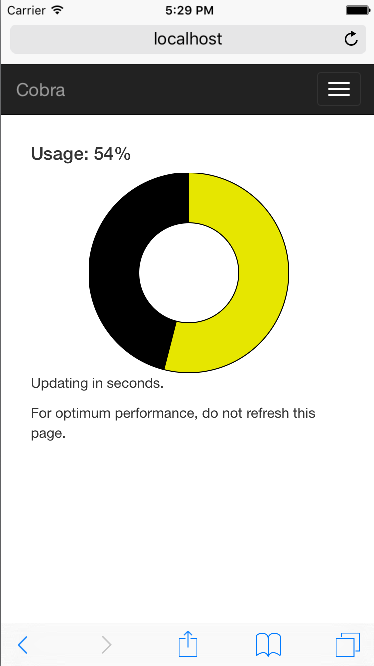 Carrier 5:29 PM
localhost
Cobra
Usage: 54%
Updating in seconds.
For optimum performance, do not refresh this
page.